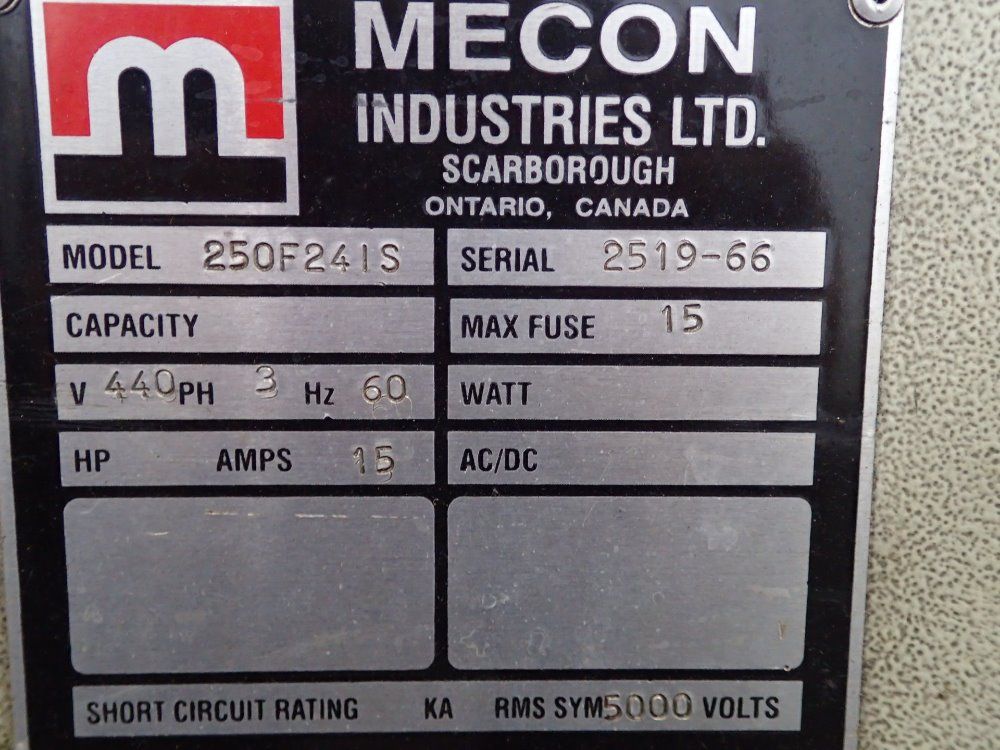 m
MECON
INDUSTRIES LTD.
SCARBOROUGH
ONTARIO, CANADA
MODEL 250F241S SERIAL 2519-66
CAPACITY MAX FUSE 15
V 440 PH 3 Hz 60 WATT
HP AMPS 15 AC/DC
SHORT CIRCUIT RATING KA RMS SYM 5000 VOLTS